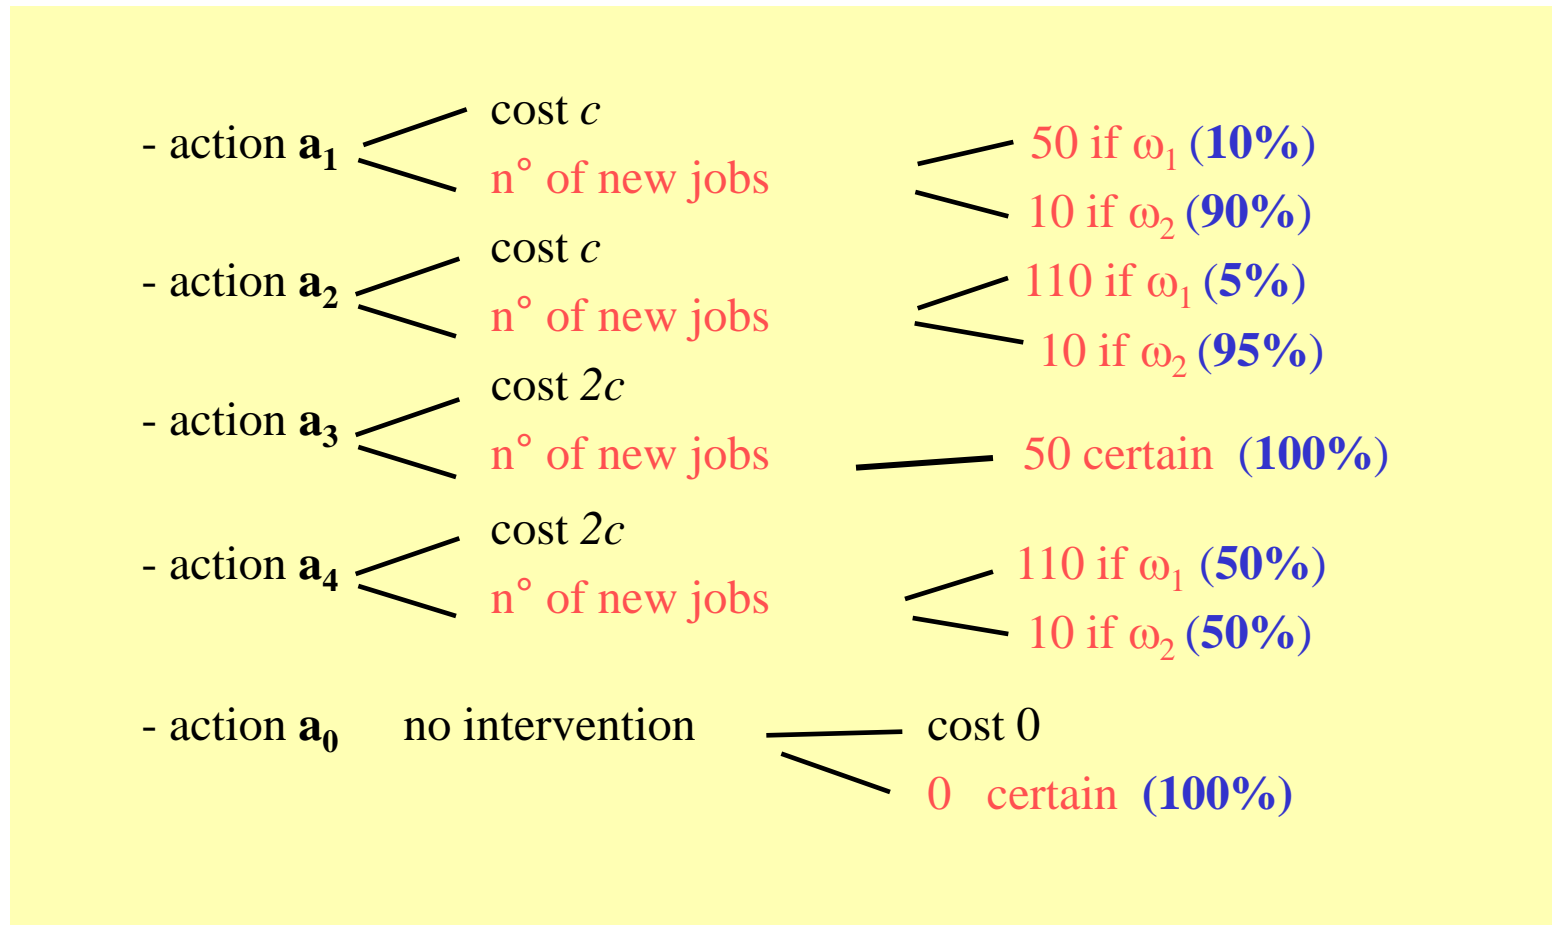 cost c
- action a₁
50 if ω₁ (10%)
n° of new jobs
10 if ω₂ (90%)
cost c
- action a₂
110 if ω₁ (5%)
n° of new jobs
10 if ω₂ (95%)
cost 2c
- action a₃
n° of new jobs 50 certain (100%)
cost 2c
- action a₄
110 if ω₁ (50%)
n° of new jobs
10 if ω₂ (50%)
- action a₀ no intervention cost 0
0 certain (100%)